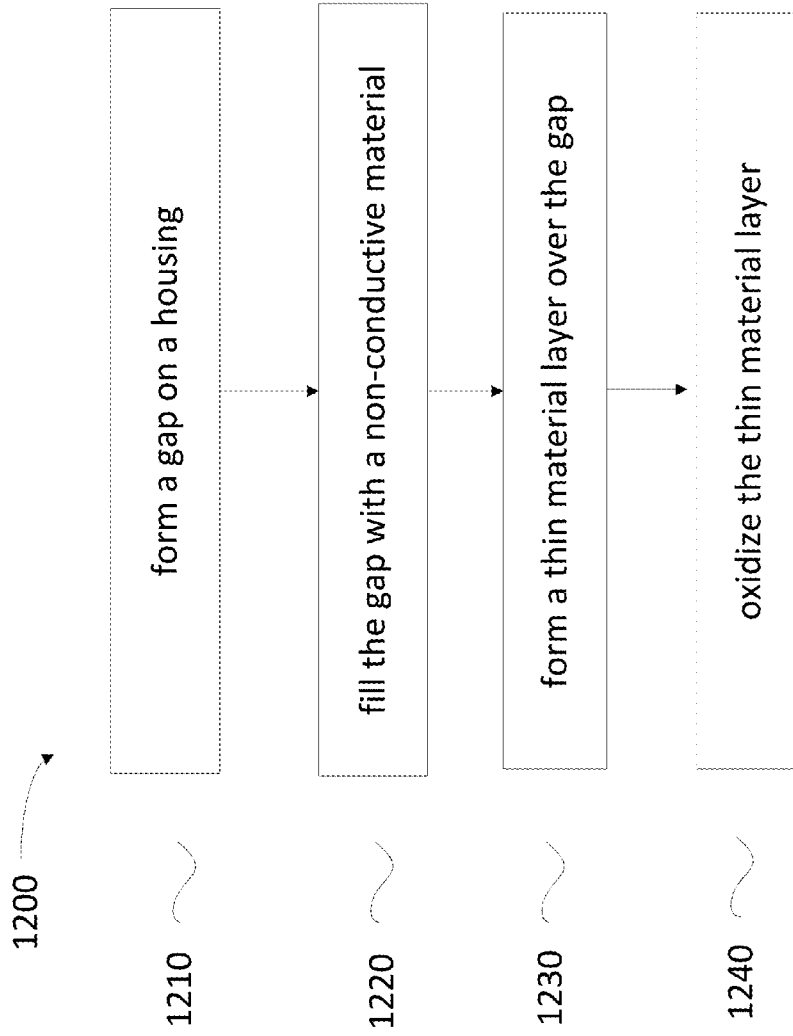 1200
1210
form a gap on a housing
1220
fill the gap with a non-conductive material
1230
form a thin material layer over the gap
1240
oxidize the thin material layer